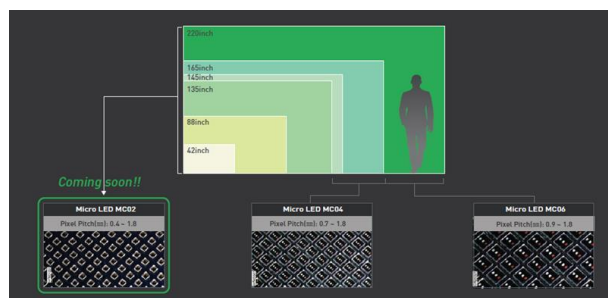 220inch
165inch
145inch
135inch
88inch
42inch
Coming soon!!
Micro LED MC02
Pixel Pitch(㎜): 0.4 ~ 1.8
Micro LED MC04
Pixel Pitch(㎜): 0.7 ~ 1.8
Micro LED MC06
Pixel Pitch(㎜): 0.9 ~ 1.8